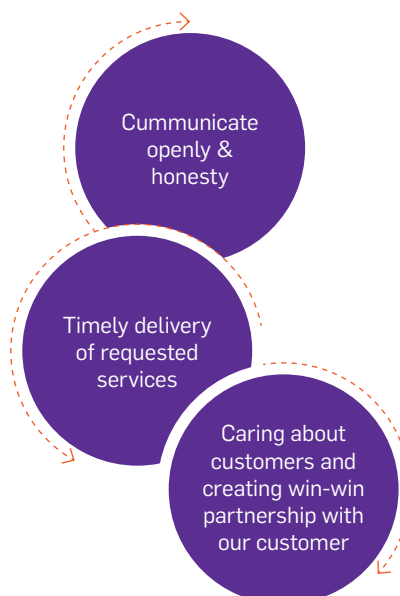 Cummunicate
openly &
honesty
Timely delivery
of requested
services
Caring about
customers and
creating win-win
partnership with
our customer